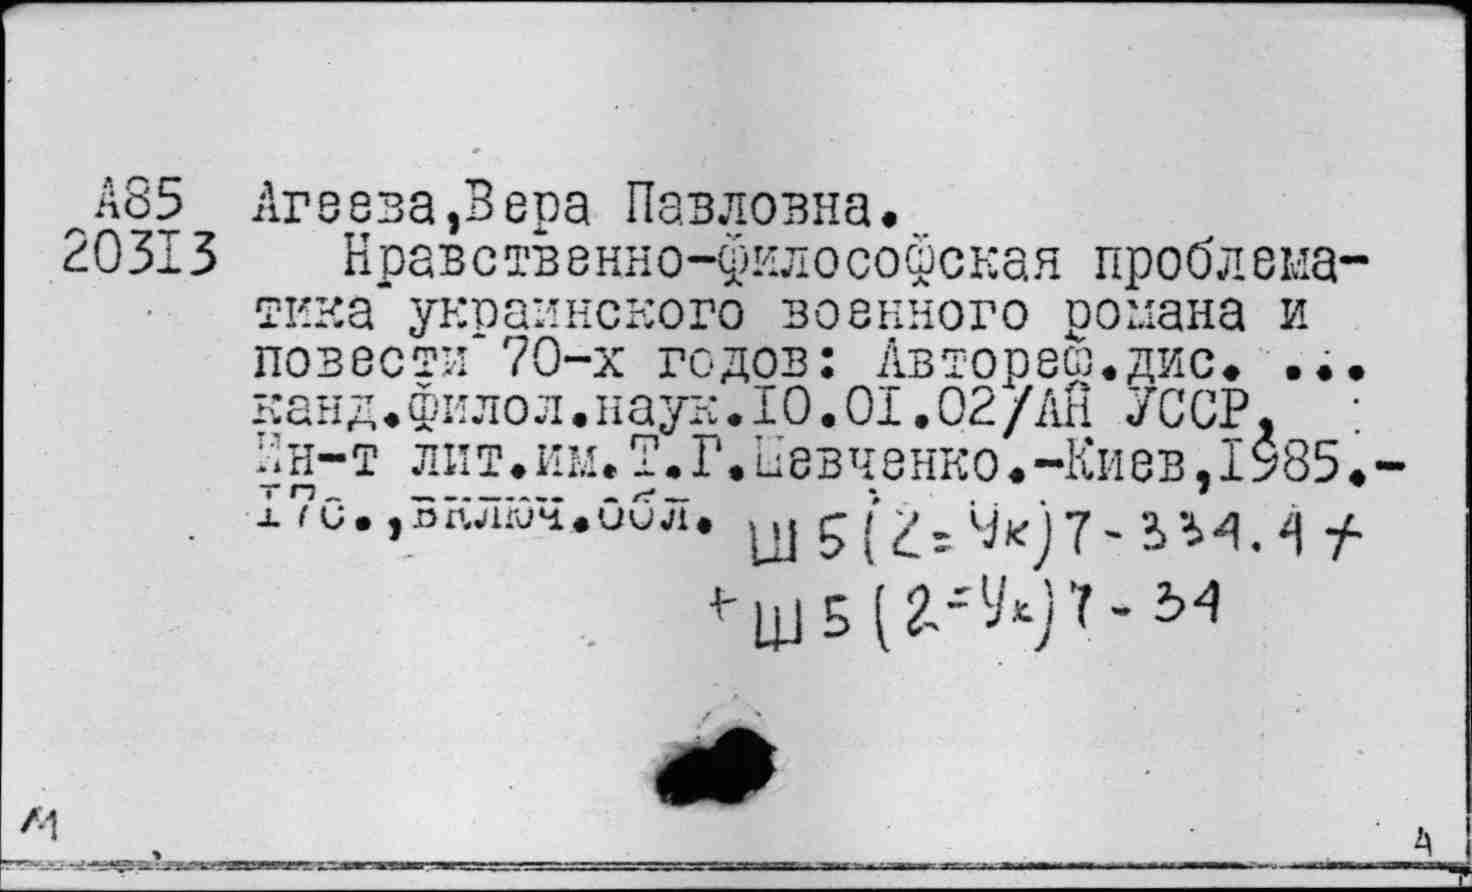 А85 Агеева,Вера Павловна.
20313 Нравственно-философская проблема-
тика украинского военного романа и
повести 70-х годов: Автореф.дис. ...
канд.филол.наук.10.01.02/АН УССР,
Ин-т лит.им.Т.Г.Шевченко.-Киев,1985.-
17с.,включ.обл. Ш5(2=Ук)7-334.4+
+Ш5(2=Ук)7-34
М
4